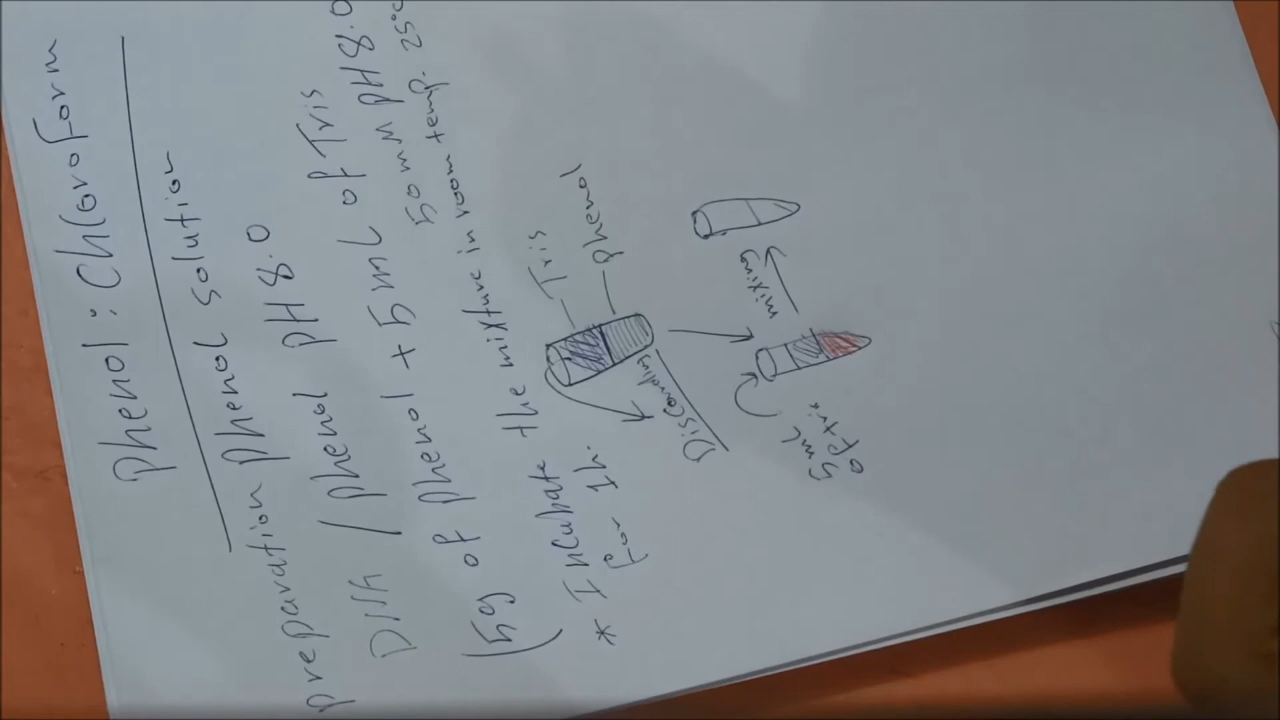 Phenol : Chloroform
preparation Phenol solution
DNA / Phenol PH 8.0
(5g of Phenol + 5 mL of Tris
50 mM PH 8.0
* Incubate the mixture in room temp. 25°C
For 1h.
Tris
Phenol
Discarding
5 ml
of tris
mixing